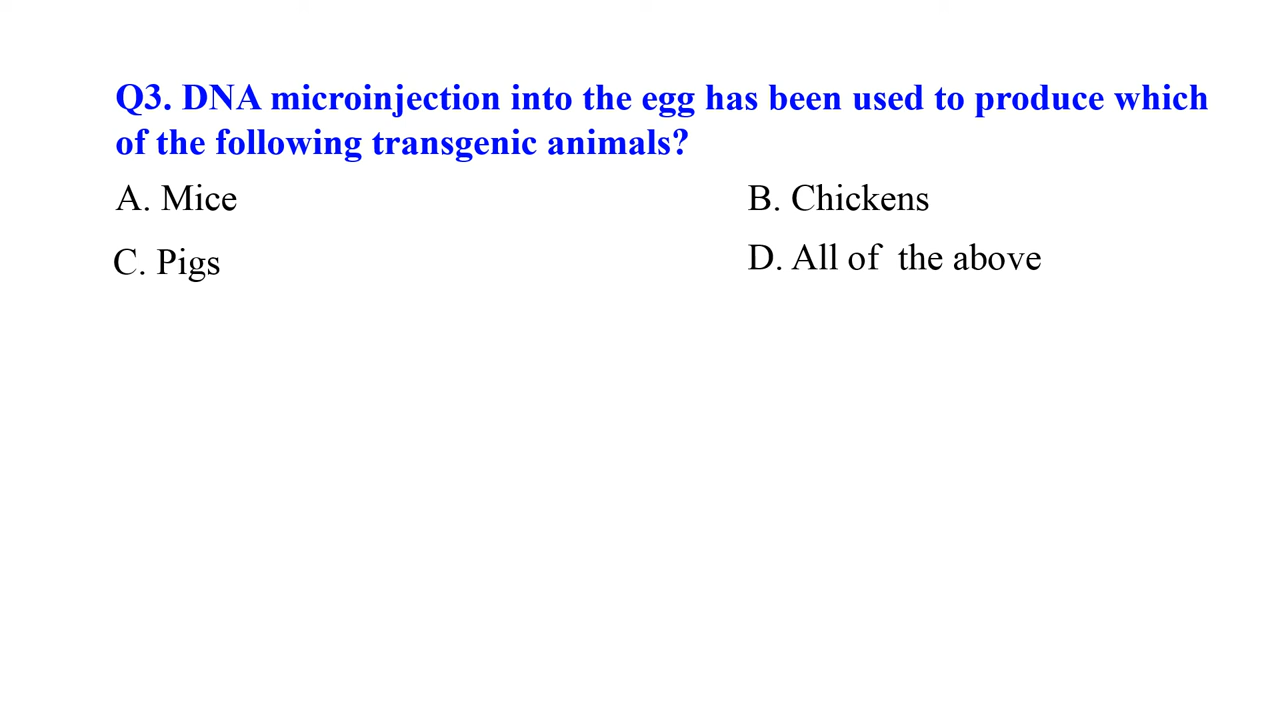 Q3. DNA microinjection into the egg has been used to produce which
of the following transgenic animals?
A. Mice
B. Chickens
C. Pigs
D. All of  the above